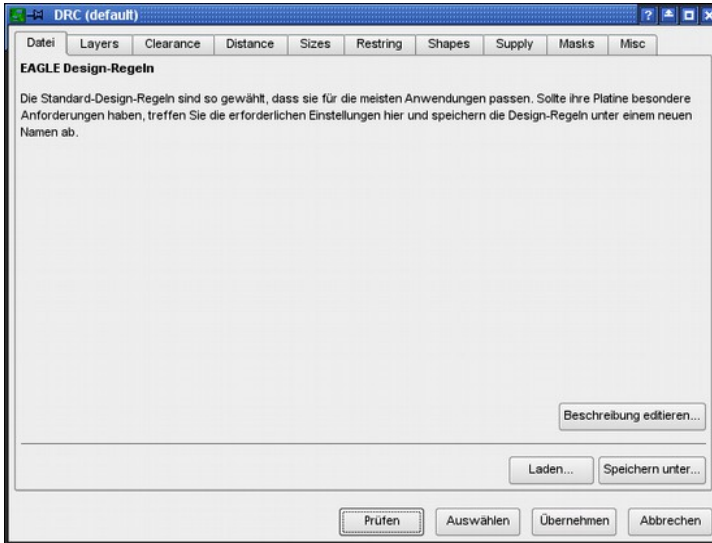 DRC (default)
Datei Layers Clearance Distance Sizes Restring Shapes Supply Masks Misc
EAGLE Design-Regeln
Die Standard-Design-Regeln sind so gewählt, dass sie für die meisten Anwendungen passen. Sollte ihre Platine besondere
Anforderungen haben, treffen Sie die erforderlichen Einstellungen hier und speichern die Design-Regeln unter einem neuen
Namen ab.
Beschreibung editieren...
Laden... Speichern unter...
Prüfen Auswählen Übernehmen Abbrechen